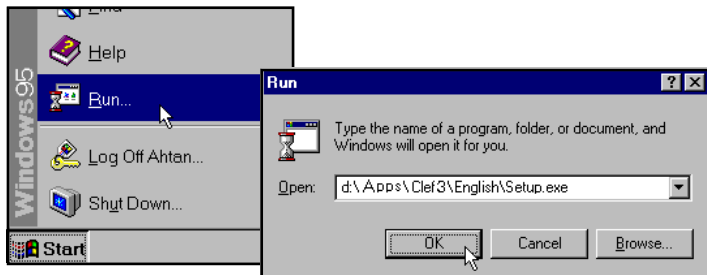 Find
Help
Run...
Log Off Ahtan...
Shut Down...
Start
Windows95
Run
Type the name of a program, folder, or document, and
Windows will open it for you.
Open:
d:\Apps\Clef3\English\Setup.exe
OK
Cancel
Browse...